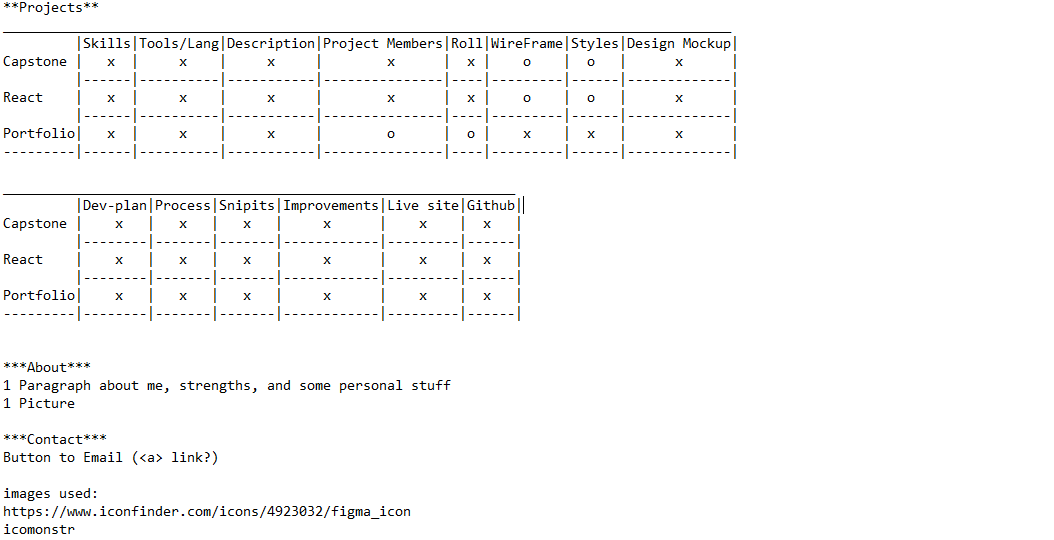 **Projects**
___________________________________________________________________________________________
         |Skills|Tools/Lang|Description|Project Members|Roll|WireFrame|Styles|Design Mockup|
Capstone |   x  |     x    |     x     |       x       |  x |    o    |  o   |      x      |
         |------|----------|-----------|---------------|----|---------|------|-------------|
React    |   x  |     x    |     x     |       x       |  x |    o    |  o   |      x      |
         |------|----------|-----------|---------------|----|---------|------|-------------|
Portfolio|   x  |     x    |     x     |       o       |  o |    x    |  x   |      x      |
---------|------|----------|-----------|---------------|----|---------|------|-------------|
________________________________________________________________
         |Dev-plan|Process|Snipits|Improvements|Live site|Github|
Capstone |    x   |   x   |   x   |     x      |    x    |  x   |
         |--------|-------|-------|------------|---------|------|
React    |    x   |   x   |   x   |     x      |    x    |  x   |
         |--------|-------|-------|------------|---------|------|
Portfolio|    x   |   x   |   x   |     x      |    x    |  x   |
---------|--------|-------|-------|------------|---------|------|
***About***
1 Paragraph about me, strengths, and some personal stuff
1 Picture
***Contact***
Button to Email (<a> link?)
images used:
https://www.iconfinder.com/icons/4923032/figma_icon
icomonstr